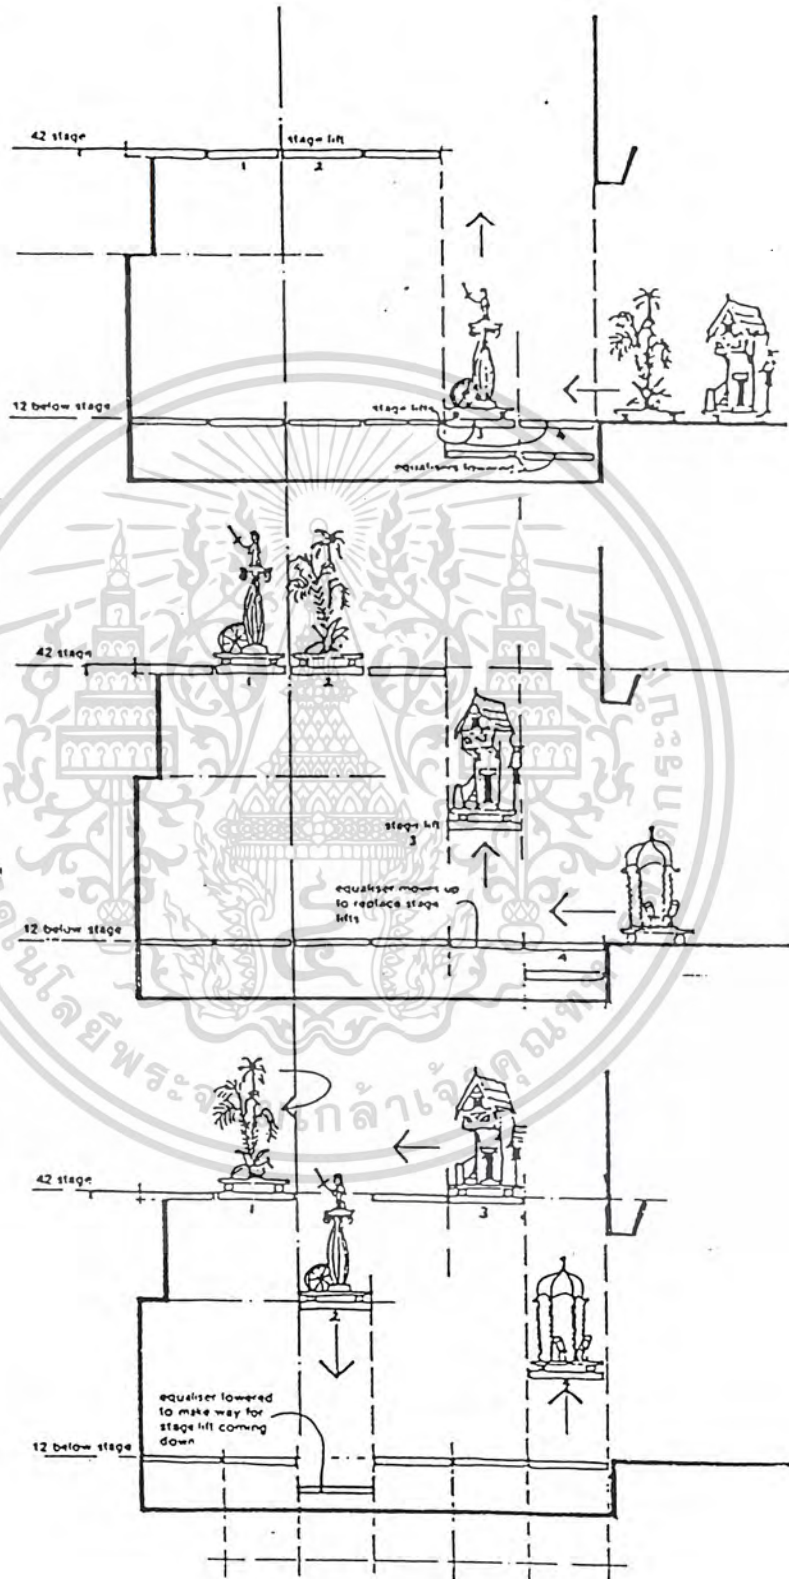 42 stage
stage lift
1
2
12 below stage
stage lifts
3
4
equalisers lowered
42 stage
1
2
stage lift
3
equaliser moves up
to replace stage
lifts
12 below stage
4
42 stage
1
3
2
4
equaliser lowered
to make way for
stage lift coming
down
12 below stage